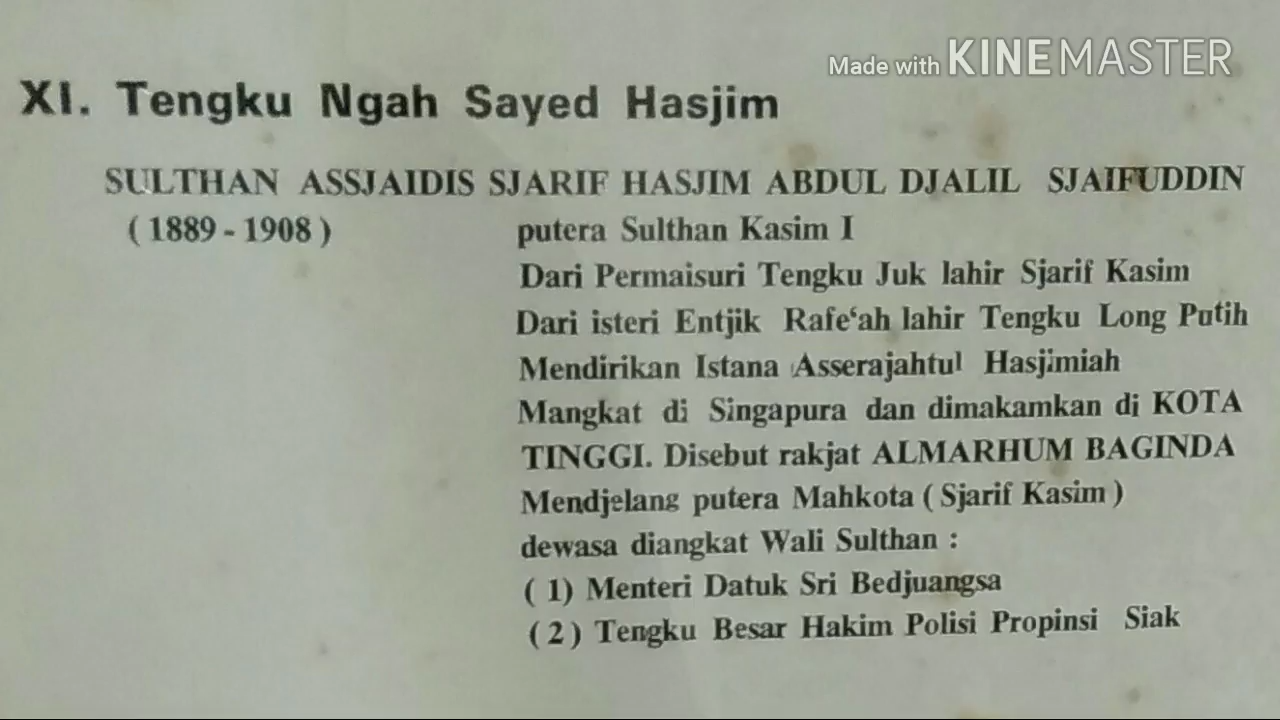 Made with KINEMASTER
XI. Tengku Ngah Sayed Hasjim
SULTHAN ASSJAIDIS SJARIF HASJIM ABDUL DJALIL SJAIFUDDIN
( 1889 - 1908 )
putera Sulthan Kasim I
Dari Permaisuri Tengku Juk lahir Sjarif Kasim
Dari isteri Entjik Rafe‘ah lahir Tengku Long Putih
Mendirikan Istana Asserajahtul Hasjimiah
Mangkat di Singapura dan dimakamkan di KOTA
TINGGI. Disebut rakjat ALMARHUM BAGINDA
Mendjelang putera Mahkota ( Sjarif Kasim )
dewasa diangkat Wali Sulthan :
( 1) Menteri Datuk Sri Bedjuangsa
( 2 ) Tengku Besar Hakim Polisi Propinsi Siak